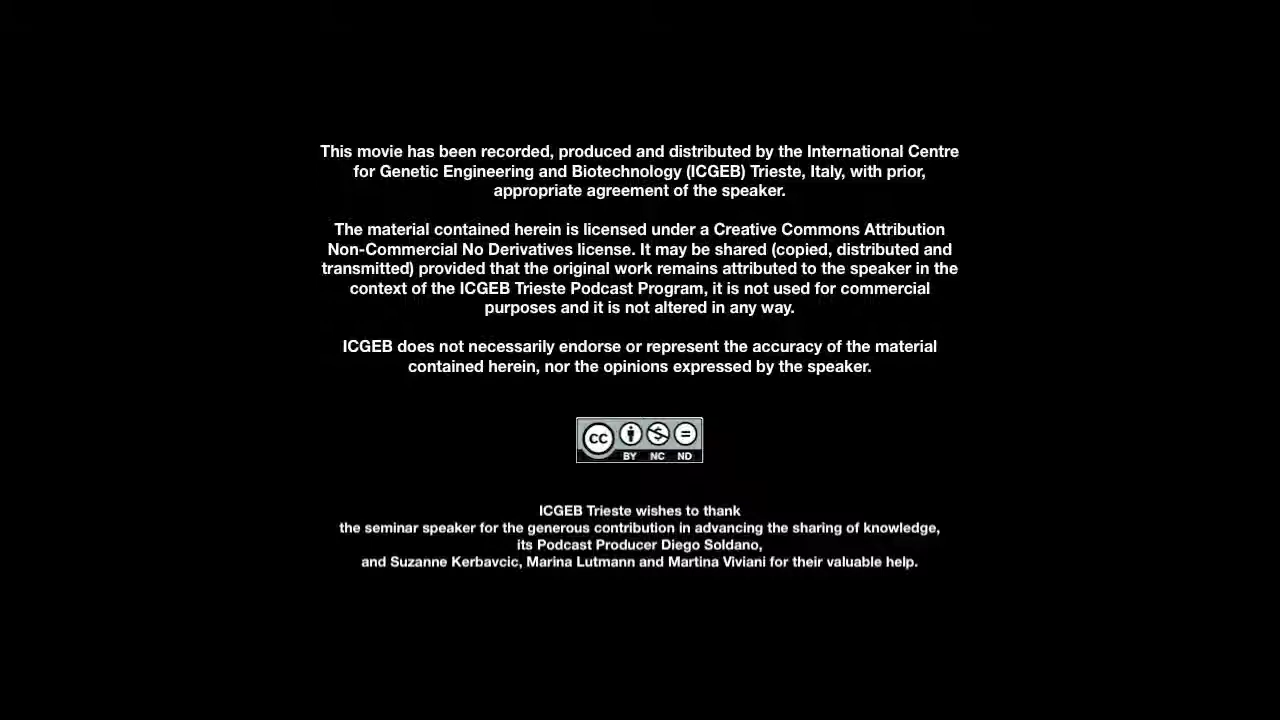 This movie has been recorded, produced and distributed by the International Centre
for Genetic Engineering and Biotechnology (ICGEB) Trieste, Italy, with prior,
appropriate agreement of the speaker.
The material contained herein is licensed under a Creative Commons Attribution
Non-Commercial No Derivatives license. It may be shared (copied, distributed and
transmitted) provided that the original work remains attributed to the speaker in the
context of the ICGEB Trieste Podcast Program, it is not used for commercial
purposes and it is not altered in any way.
ICGEB does not necessarily endorse or represent the accuracy of the material
contained herein, nor the opinions expressed by the speaker.
CC
BY NC ND
ICGEB Trieste wishes to thank
the seminar speaker for the generous contribution in advancing the sharing of knowledge,
its Podcast Producer Diego Soldano,
and Suzanne Kerbavcic, Marina Lutmann and Martina Viviani for their valuable help.